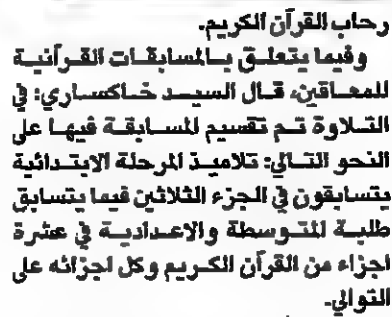 رحاب القرآن الكريم.
وفيما يتعلق بالمسابقات القرآنية
للمعاقين، قال السيد خاكساري: في
التلاوة تم تقسيم المسابقة فيها على
النحو التالي: تلاميذ المرحلة الابتدائية
يتسابقون في الجزء الثلاثين فيما يتسابق
طلبة المتوسطة والاعدادية في عشرة
اجزاء من القرآن الكريم وكل اجزائه على
التوالي.